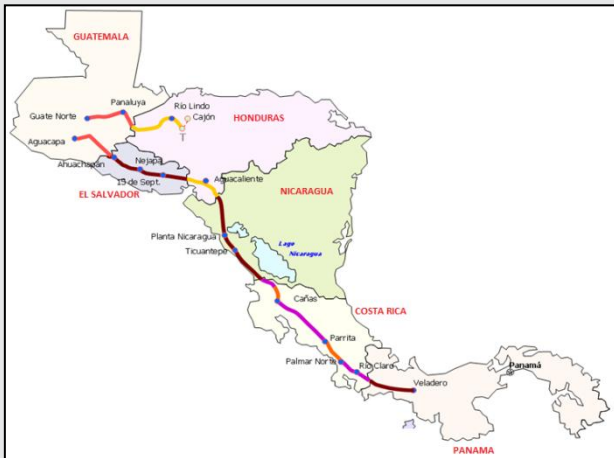 GUATEMALA
Panaluya
Río Lindo
Guate Norte
Cajón
HONDURAS
T
Aguacapa
Ahuachapán
Nejapa
15 de Sept.
Aguacaliente
EL SALVADOR
NICARAGUA
Planta Nicaragua
Lago
Nicaragua
Ticuantepe
Cañas
COSTA RICA
Parrita
Palmar Norte
Río Claro
Panamá
Veladero
PANAMA